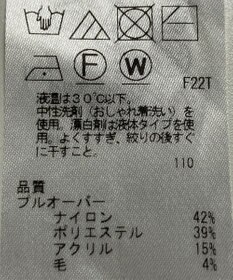 F W
F22T
液温は30℃以下。
中性洗剤(おしゃれ着洗い)を
使用。漂白剤は液体タイプを使
用。よくすすぎ、絞りの後すぐ
に干すこと。
110
品質
プルオーバー
ナイロン 42%
ポリエステル 39%
アクリル 15%
毛 4%